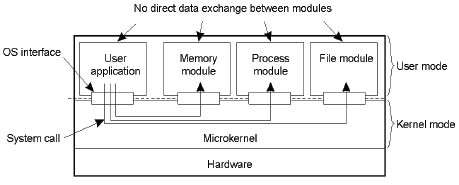 No direct data exchange between modules
OS interface
User
application
Memory
module
Process
module
File module
User mode
System call
Microkernel
Kernel mode
Hardware